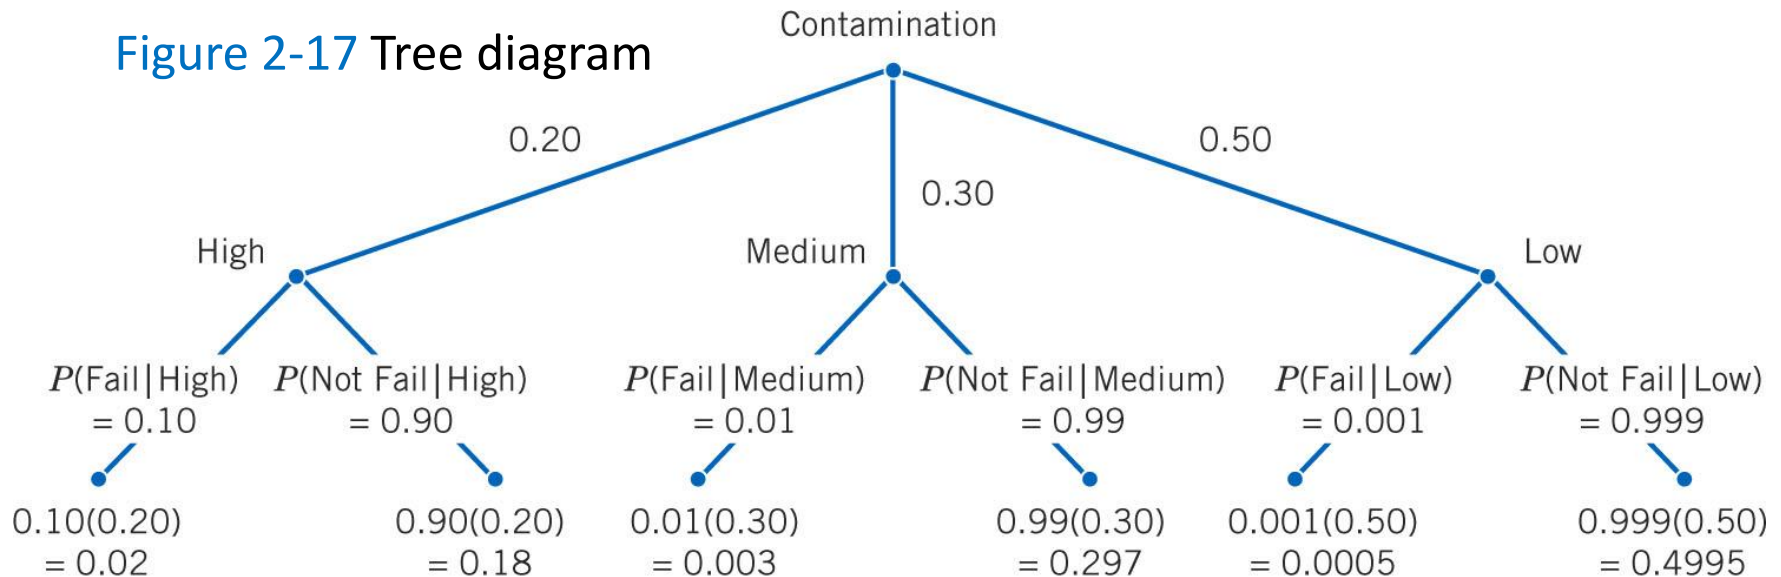 Contamination
Figure 2-17 Tree diagram
0.20
0.50
0.30
High
Medium
Low
P(Fail|High)
= 0.10
P(Not Fail|High)
= 0.90
P(Fail|Medium)
= 0.01
P(Not Fail|Medium)
= 0.99
P(Fail|Low)
= 0.001
P(Not Fail|Low)
= 0.999
0.10(0.20)
= 0.02
0.90(0.20)
= 0.18
0.01(0.30)
= 0.003
0.99(0.30)
= 0.297
0.001(0.50)
= 0.0005
0.999(0.50)
= 0.4995